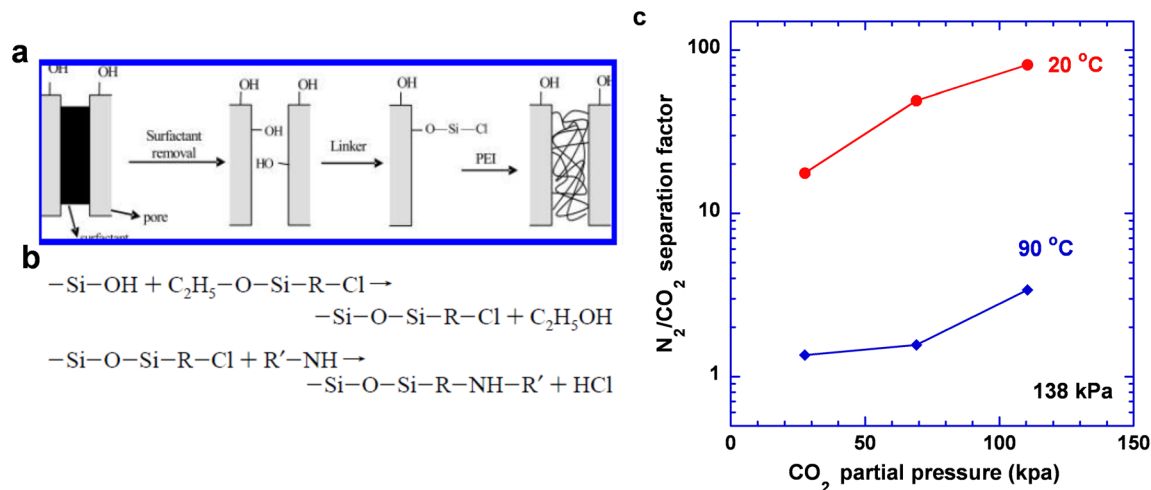 a
OH OH OH OH OH OH
Surfactant removal
OH
HO
Linker
O–Si–Cl
PEI
pore
surfactant
b
–Si–OH + C₂H₅–O–Si–R–Cl→
–Si–O–Si–R–Cl + C₂H₅OH
–Si–O–Si–R–Cl + R′–NH→
–Si–O–Si–R–NH–R′ + HCl
c
N₂/CO₂ separation factor
100
10
1
20 °C
90 °C
138 kPa
0 50 100 150
CO₂ partial pressure (kpa)